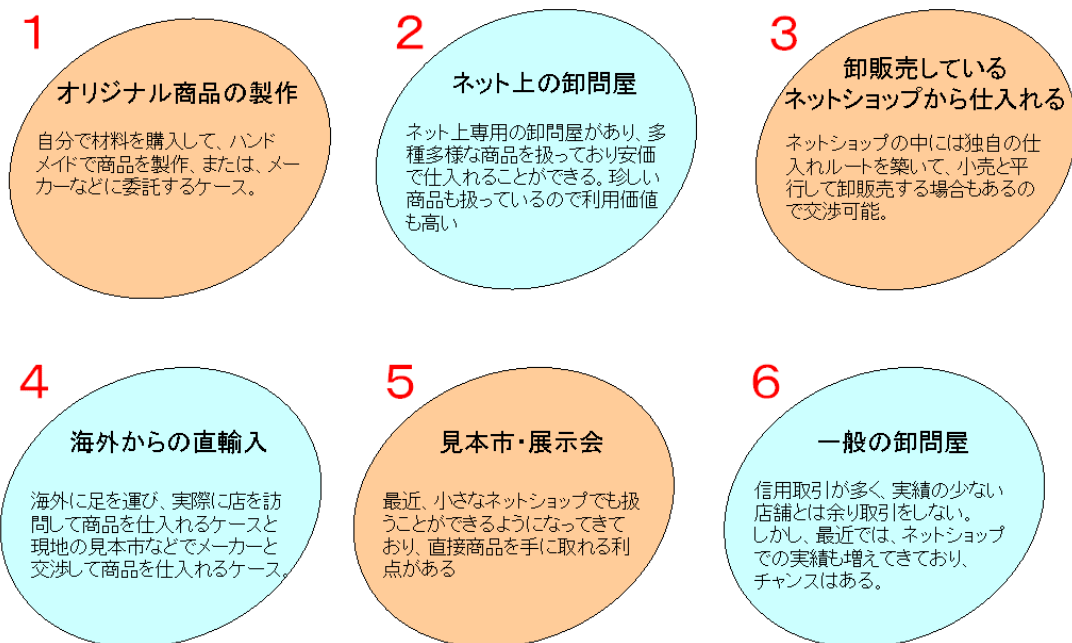 1
オリジナル商品の製作
自分で材料を購入して、ハンド
メイドで商品を製作、または、メー
カーなどに委託するケース。
2
ネット上の卸問屋
ネット上専用の卸問屋があり、多
種多様な商品を扱っており安価
で仕入れることができる。珍しい
商品も扱っているので利用価値
も高い
3
卸販売している
ネットショップから仕入れる
ネットショップの中には独自の仕
入れルートを築いて、小売と平
行して卸販売する場合もあるの
で交渉可能。
4
海外からの直輸入
海外に足を運び、実際に店を訪
問して商品を仕入れるケースと
現地の見本市などでメーカーと
交渉して商品を仕入れるケース。
5
見本市・展示会
最近、小さなネットショップでも扱
うことができるようになってきて
おり、直接商品を手に取れる利
点がある
6
一般の卸問屋
信用取引が多く、実績の少ない
店舗とは余り取引をしない。
しかし、最近では、ネットショップ
での実績も増えてきており、
チャンスはある。